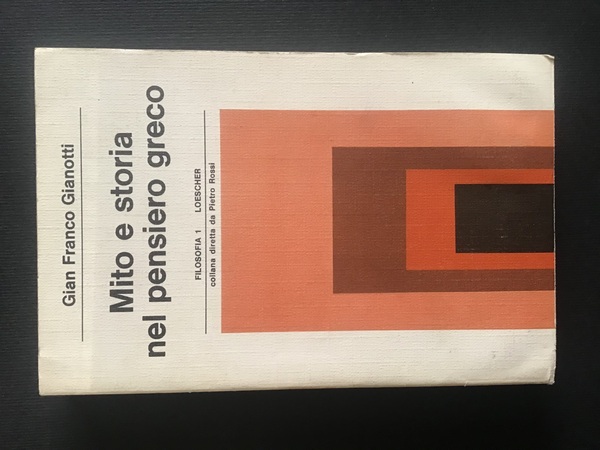 Gian Franco Gianotti
Mito e storia
nel pensiero greco
FILOSOFIA 1 LOESCHER
collana diretta da Pietro Rossi